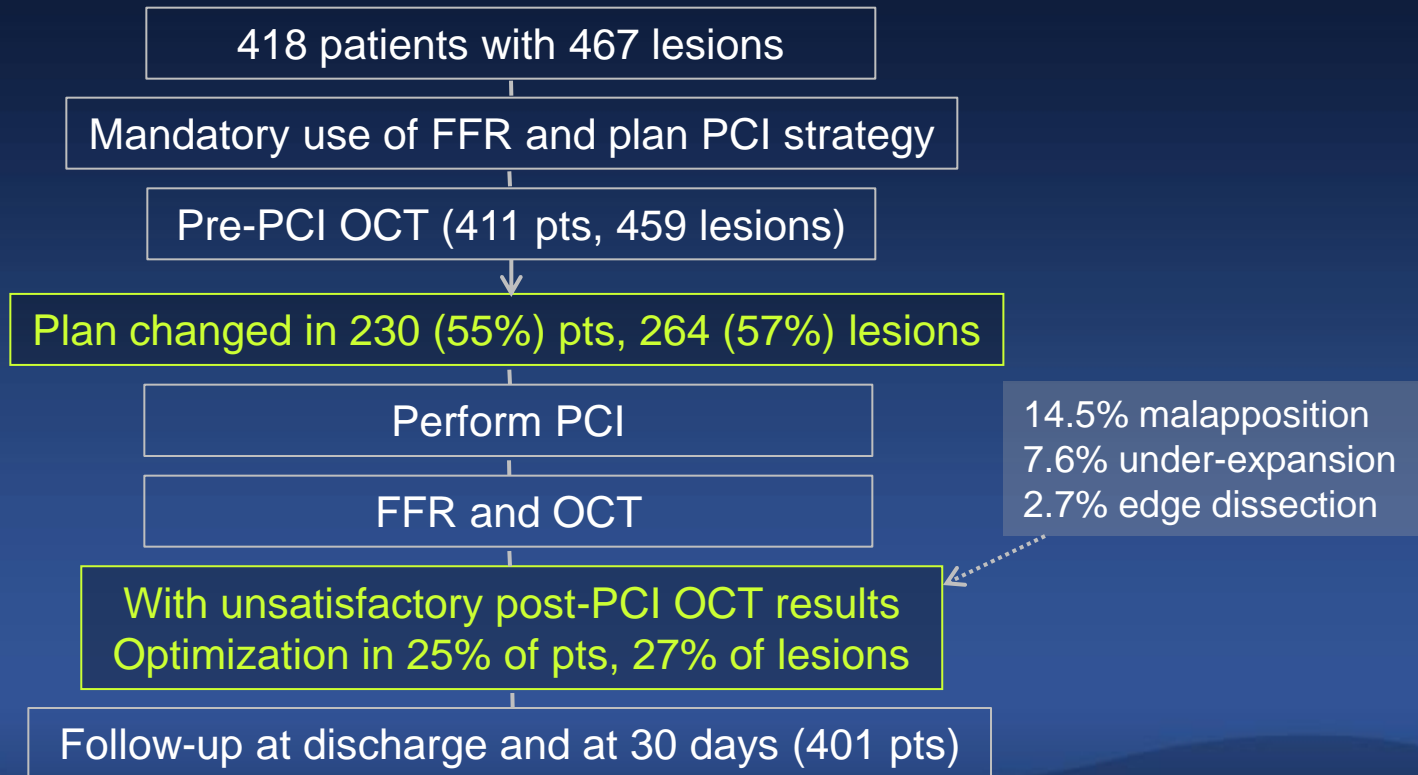 418 patients with 467 lesions
Mandatory use of FFR and plan PCI strategy
Pre-PCI OCT (411 pts, 459 lesions)
Plan changed in 230 (55%) pts, 264 (57%) lesions
Perform PCI
FFR and OCT
14.5% malapposition
7.6% under-expansion
2.7% edge dissection
With unsatisfactory post-PCI OCT results
Optimization in 25% of pts, 27% of lesions
Follow-up at discharge and at 30 days (401 pts)